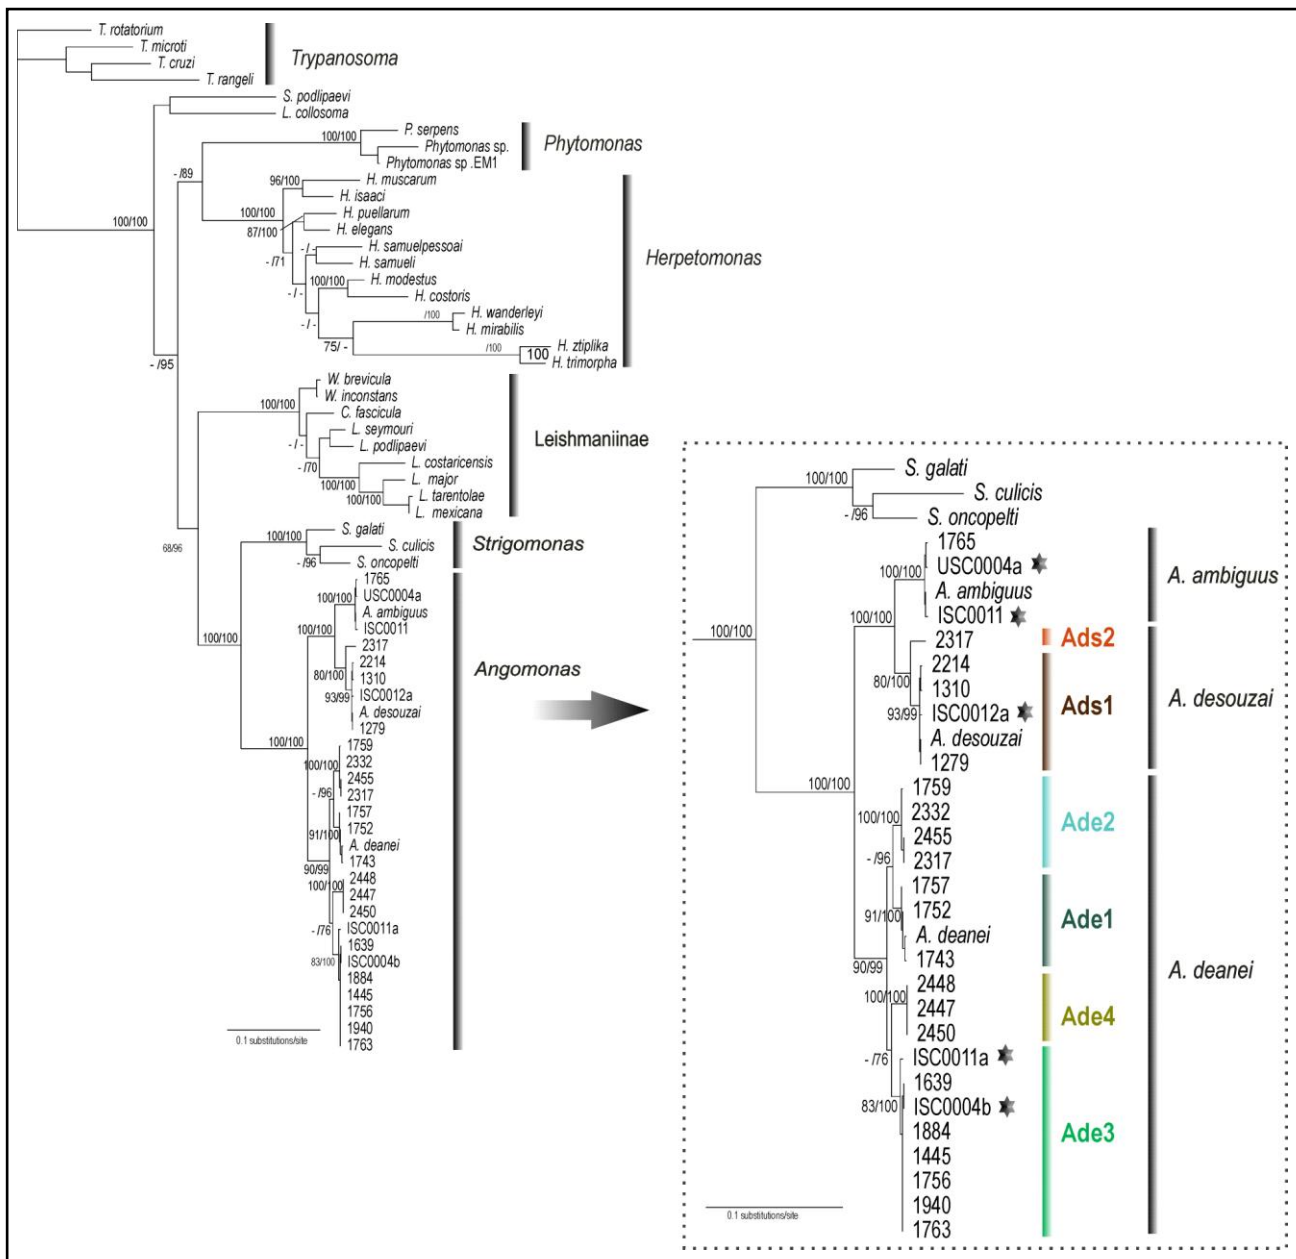 T. rotatorium
T. microti
T. cruzi
T. rangeli
Trypanosoma
S. podlipaevi
L. collosoma
100/100
P. serpens
Phytomonas sp.
Phytomonas sp .EM1
Phytomonas
- /89
96/100
H. muscarum
H. isaaci
100/100
H. puellarum
87/100
H. elegans
100/100
- / -
H. samuelpessoai
- /71
H. samueli
Herpetomonas
100/100
H. modestus
H. costoris
- / -
/100
H. wanderleyi
H. mirabilis
75/ -
/100
100
H. ztiplika
H. trimorpha
- /95
W. brevicula
W. inconstans
100/100
C. fascicula
- / -
L. seymouri
L. podlipaevi
Leishmaniinae
- /70
L. costaricensis
L. major
100/100
100/100
L. tarentolae
L. mexicana
68/96
100/100
S. galati
S. culicis
- /96
S. oncopelti
Strigomonas
1765
USC0004a
100/100
A. ambiguus
ISC0011
100/100
100/100
2317
2214
80/100
1310
Angomonas
93/99
ISC0012a
A. desouzai
1279
100/100
1759
100/100
2332
2455
- /96
2317
1757
1752
91/100
A. deanei
1743
90/99
2448
100/100
2447
2450
- /76
ISC0011a
1639
83/100
ISC0004b
1884
1445
1756
1940
1763
0.1 substitutions/site
100/100
S. galati
S. culicis
- /96
S. oncopelti
1765
USC0004a
100/100
A. ambiguus
ISC0011
A. ambiguus
100/100
100/100
2317
Ads2
2214
80/100
1310
93/99
ISC0012a
Ads1
A. desouzai
A. desouzai
1279
100/100
1759
100/100
2332
Ade2
2455
- /96
2317
1757
1752
91/100
Ade1
A. deanei
1743
90/99
A. deanei
2448
100/100
2447
Ade4
2450
- /76
ISC0011a
1639
83/100
ISC0004b
1884
Ade3
1445
1756
1940
1763
0.1 substitutions/site